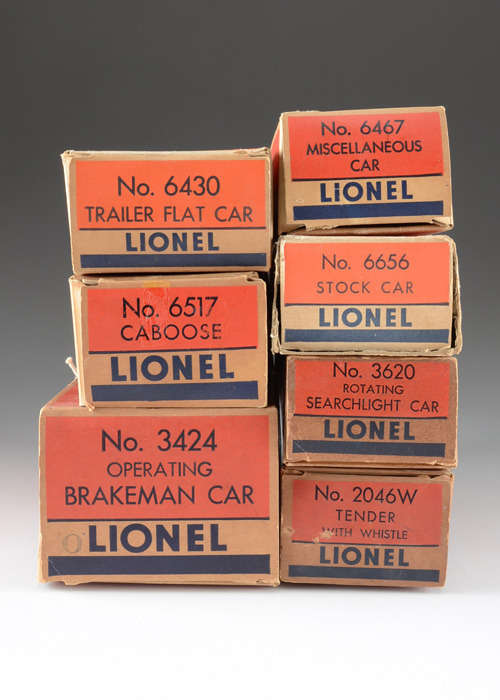 No. 6430
TRAILER FLAT CAR
LIONEL
No. 6517
CABOOSE
LIONEL
No. 3424
OPERATING
BRAKEMAN CAR
LIONEL
No. 6467
MISCELLANEOUS
CAR
LIONEL
No. 6656
STOCK CAR
LIONEL
No. 3620
ROTATING
SEARCHLIGHT CAR
LIONEL
No. 2046W
TENDER
WITH WHISTLE
LIONEL